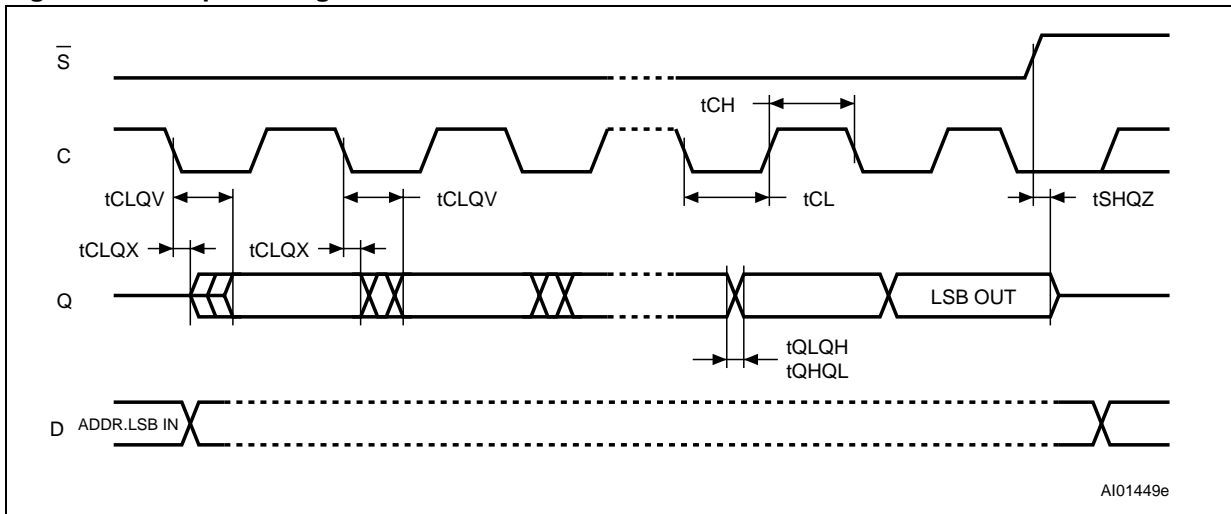 S
tCH
C
tCLQV
tCLQV
tCL
tSHQZ
tCLQX
tCLQX
Q
LSB OUT
tQLQH
tQHQL
D
ADDR.LSB IN
AI01449e